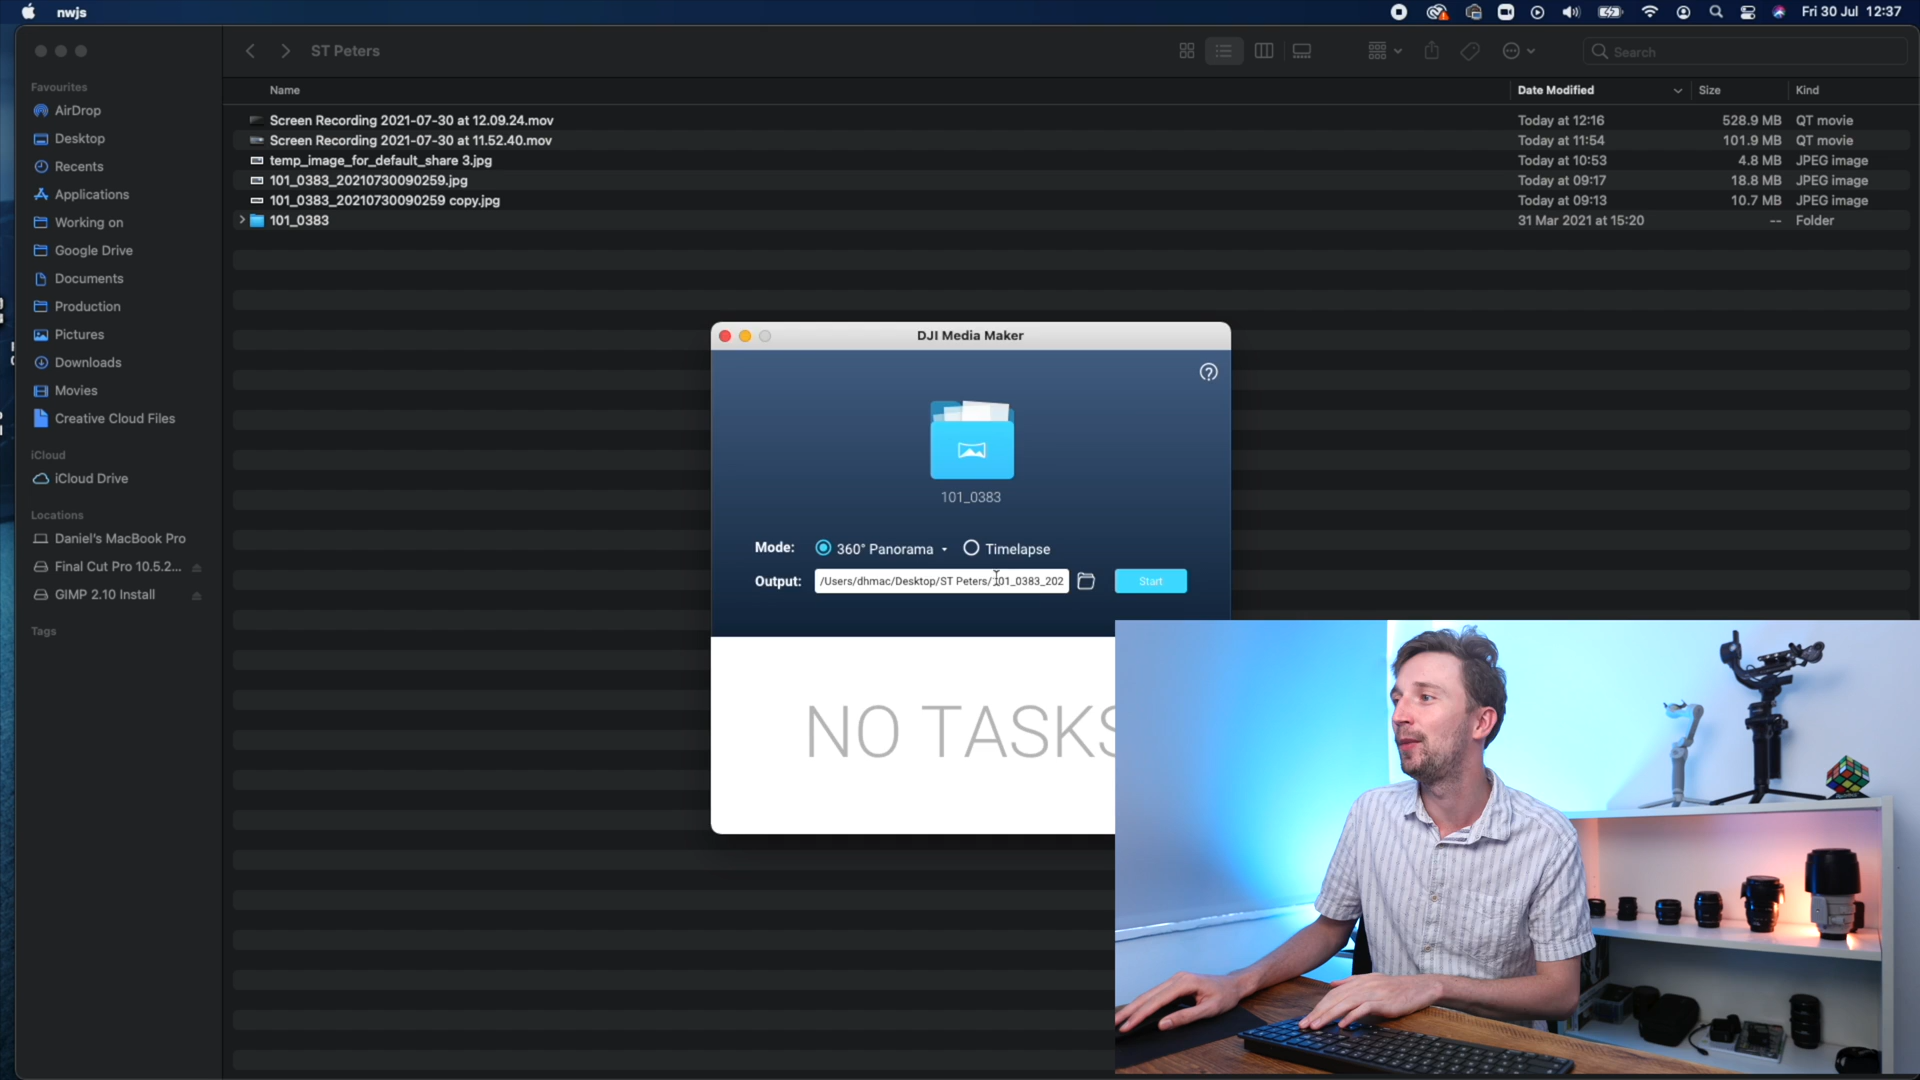 nwjs
Fri 30 Jul 12:37
ST Peters
Search
Favourites
AirDrop
Desktop
Recents
Applications
Working on
Google Drive
Documents
Production
Pictures
Downloads
Movies
Creative Cloud Files
iCloud
iCloud Drive
Locations
Daniel's MacBook Pro
Final Cut Pro 10.5.2...
GIMP 2.10 Install
Tags
Name Date Modified Size Kind
Screen Recording 2021-07-30 at 12.09.24.mov Today at 12:16 528.9 MB QT movie
Screen Recording 2021-07-30 at 11.52.40.mov Today at 11:54 101.9 MB QT movie
temp_image_for_default_share 3.jpg Today at 10:53 4.8 MB JPEG image
101_0383_20210730090259.jpg Today at 09:17 18.8 MB JPEG image
101_0383_20210730090259 copy.jpg Today at 09:13 10.7 MB JPEG image
101_0383 31 Mar 2021 at 15:20 -- Folder
DJI Media Maker
101_0383
Mode: 360° Panorama Timelapse
Output: /Users/dhmac/Desktop/ST Peters/101_0383_202 Start
NO TASKS